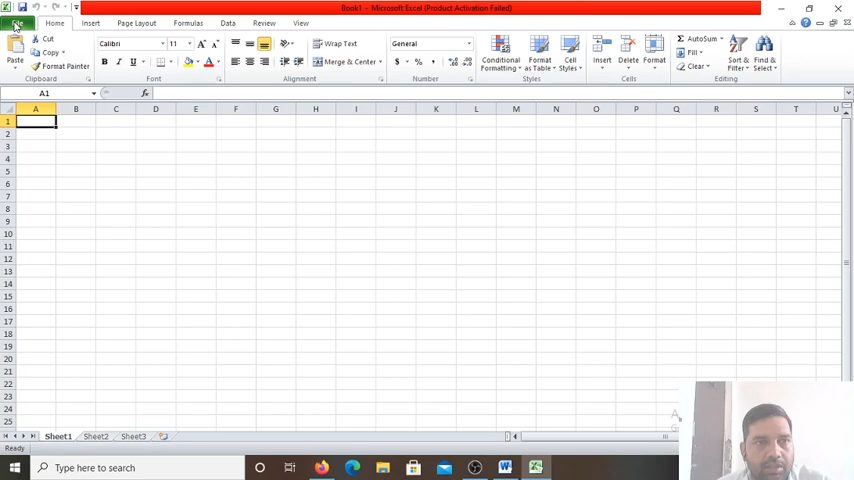 Book1 - Microsoft Excel (Product Activation Failed)
File Home Insert Page Layout Formulas Data Review View
Paste
Cut
Copy
Format Painter
Clipboard
Calibri 11
B I U
Font
Wrap Text
Merge & Center
Alignment
General
$ % ,
Number
Conditional Formatting
Format as Table
Cell Styles
Styles
Insert Delete Format
Cells
AutoSum
Fill
Clear
Sort & Filter
Find & Select
Editing
A1 fx
A B C D E F G H I J K L M N O P Q R S T U
1
2
3
4
5
6
7
8
9
10
11
12
13
14
15
16
17
18
19
20
21
22
23
24
25
Sheet1 Sheet2 Sheet3
Ready
Type here to search